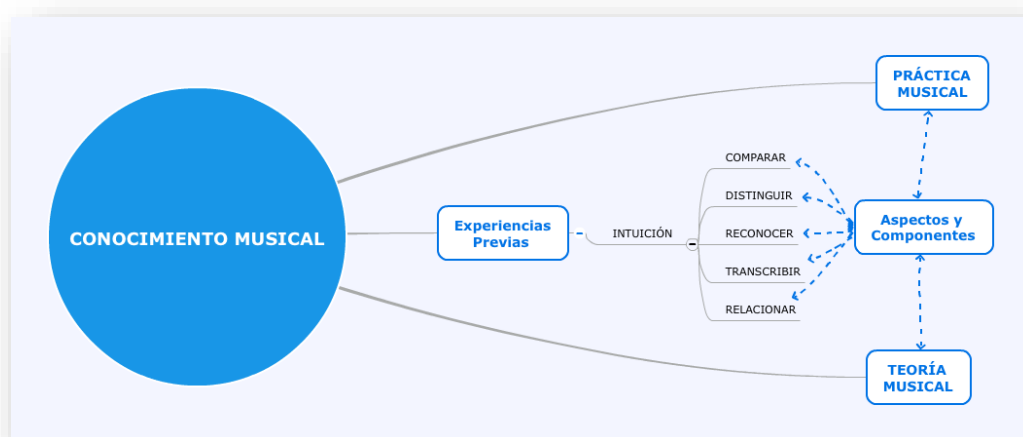 CONOCIMIENTO MUSICAL
PRÁCTICA
MUSICAL
Experiencias
Previas
INTUICIÓN
COMPARAR
DISTINGUIR
RECONOCER
TRANSCRIBIR
RELACIONAR
Aspectos y
Componentes
TEORÍA
MUSICAL